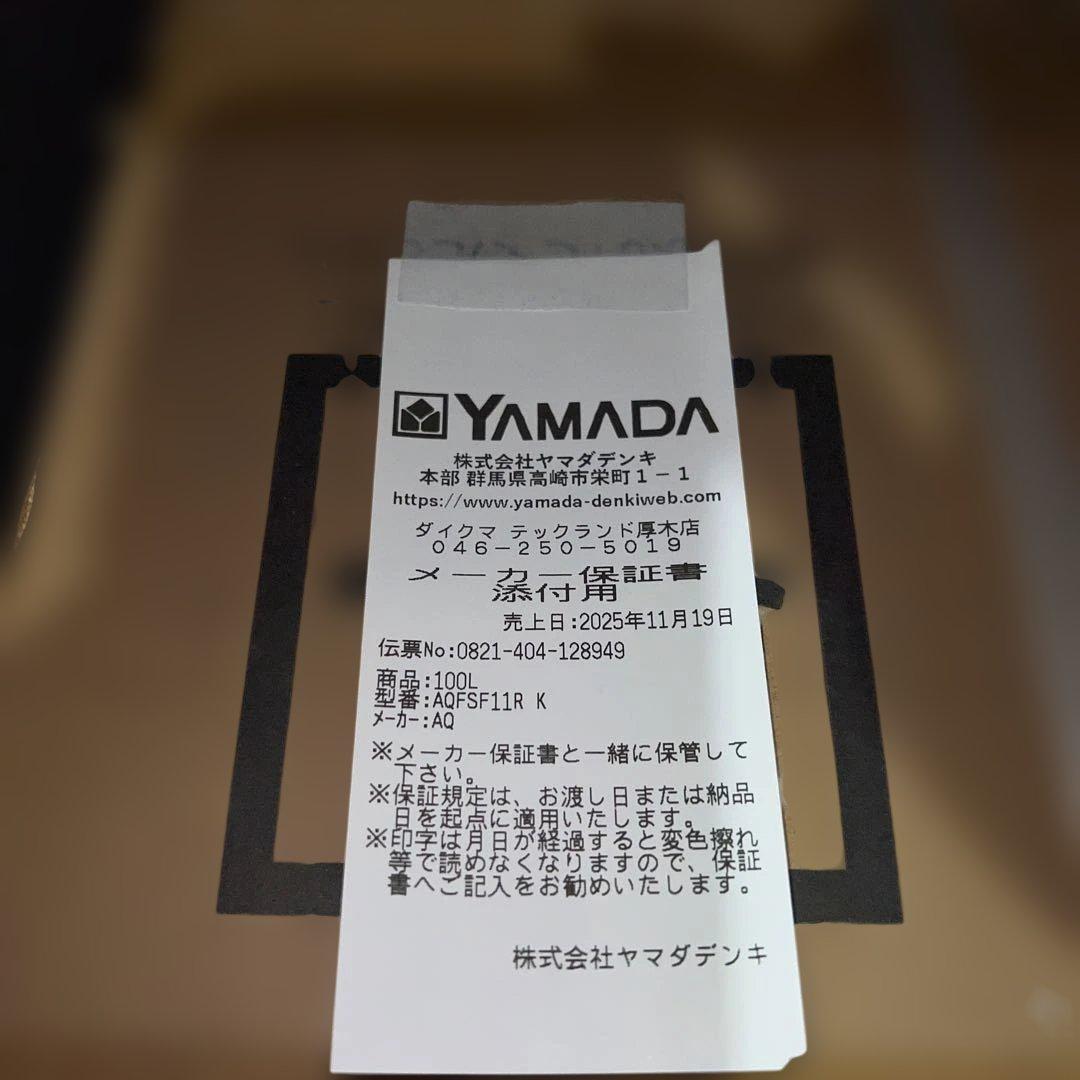 YAMADA
株式会社ヤマダデンキ
本部 群馬県高崎市栄町１－１
https://www.yamada-denkiweb.com
ダイクマ テックランド厚木店
０４６－２５０－５０１９
メーカー保証書
添付用
売上日:2025年11月19日
伝票No:0821-404-128949
商品:100L
型番:AQFSF11R K
ﾒｰｶｰ:AQ
※メーカー保証書と一緒に保管して
下さい。
※保証規定は、お渡し日または納品
日を起点に適用いたします。
※印字は月日が経過すると変色擦れ
等で読めなくなりますので、保証
書へご記入をお勧めいたします。
株式会社ヤマダデンキ